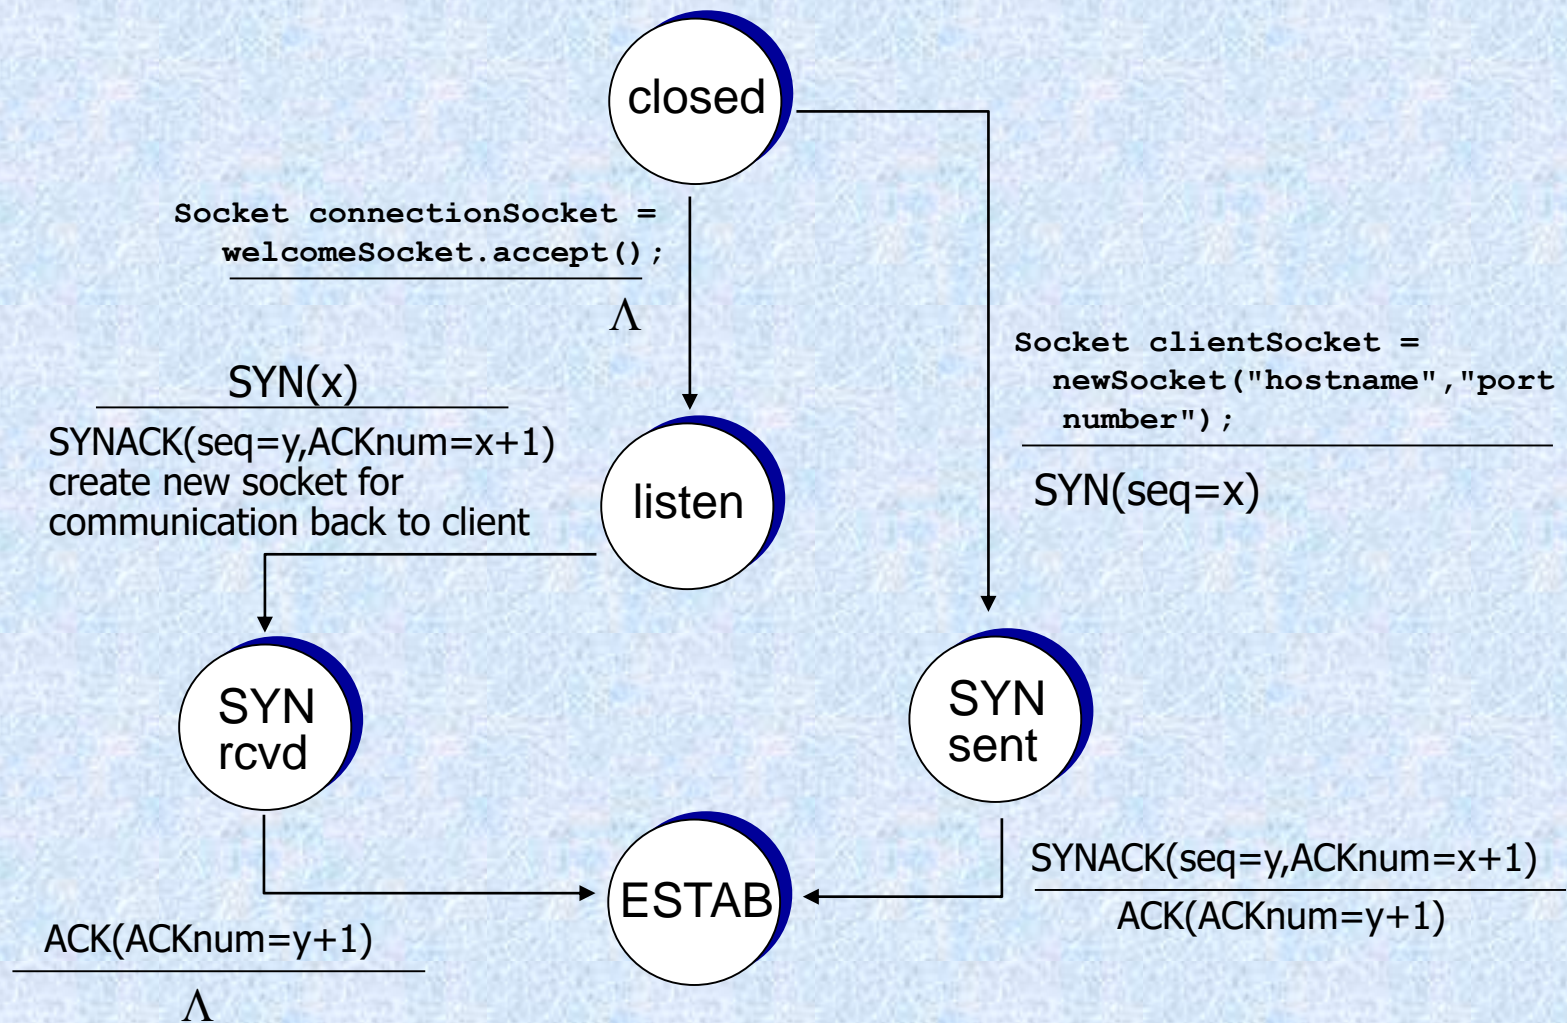 closed
Socket connectionSocket =
welcomeSocket.accept();
Λ
Socket clientSocket =
newSocket("hostname","port
number");
SYN(seq=x)
SYN(x)
SYNACK(seq=y,ACKnum=x+1)
create new socket for
communication back to client
listen
SYN
rcvd
SYN
sent
ESTAB
SYNACK(seq=y,ACKnum=x+1)
ACK(ACKnum=y+1)
ACK(ACKnum=y+1)
Λ